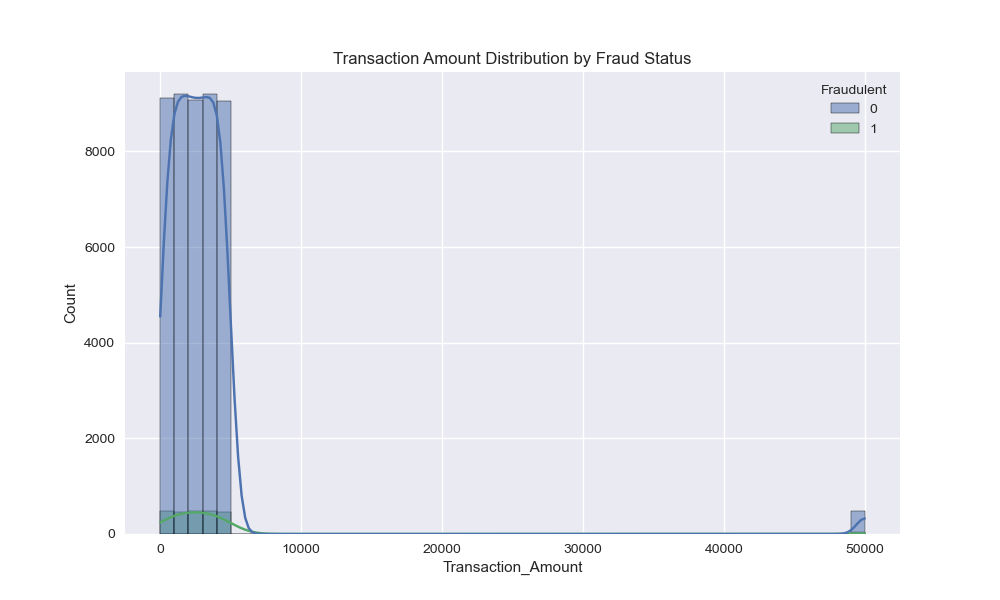 Transaction Amount Distribution by Fraud Status
Fraudulent
0
1
8000
6000
4000
2000
0
Count
0 10000 20000 30000 40000 50000
Transaction_Amount